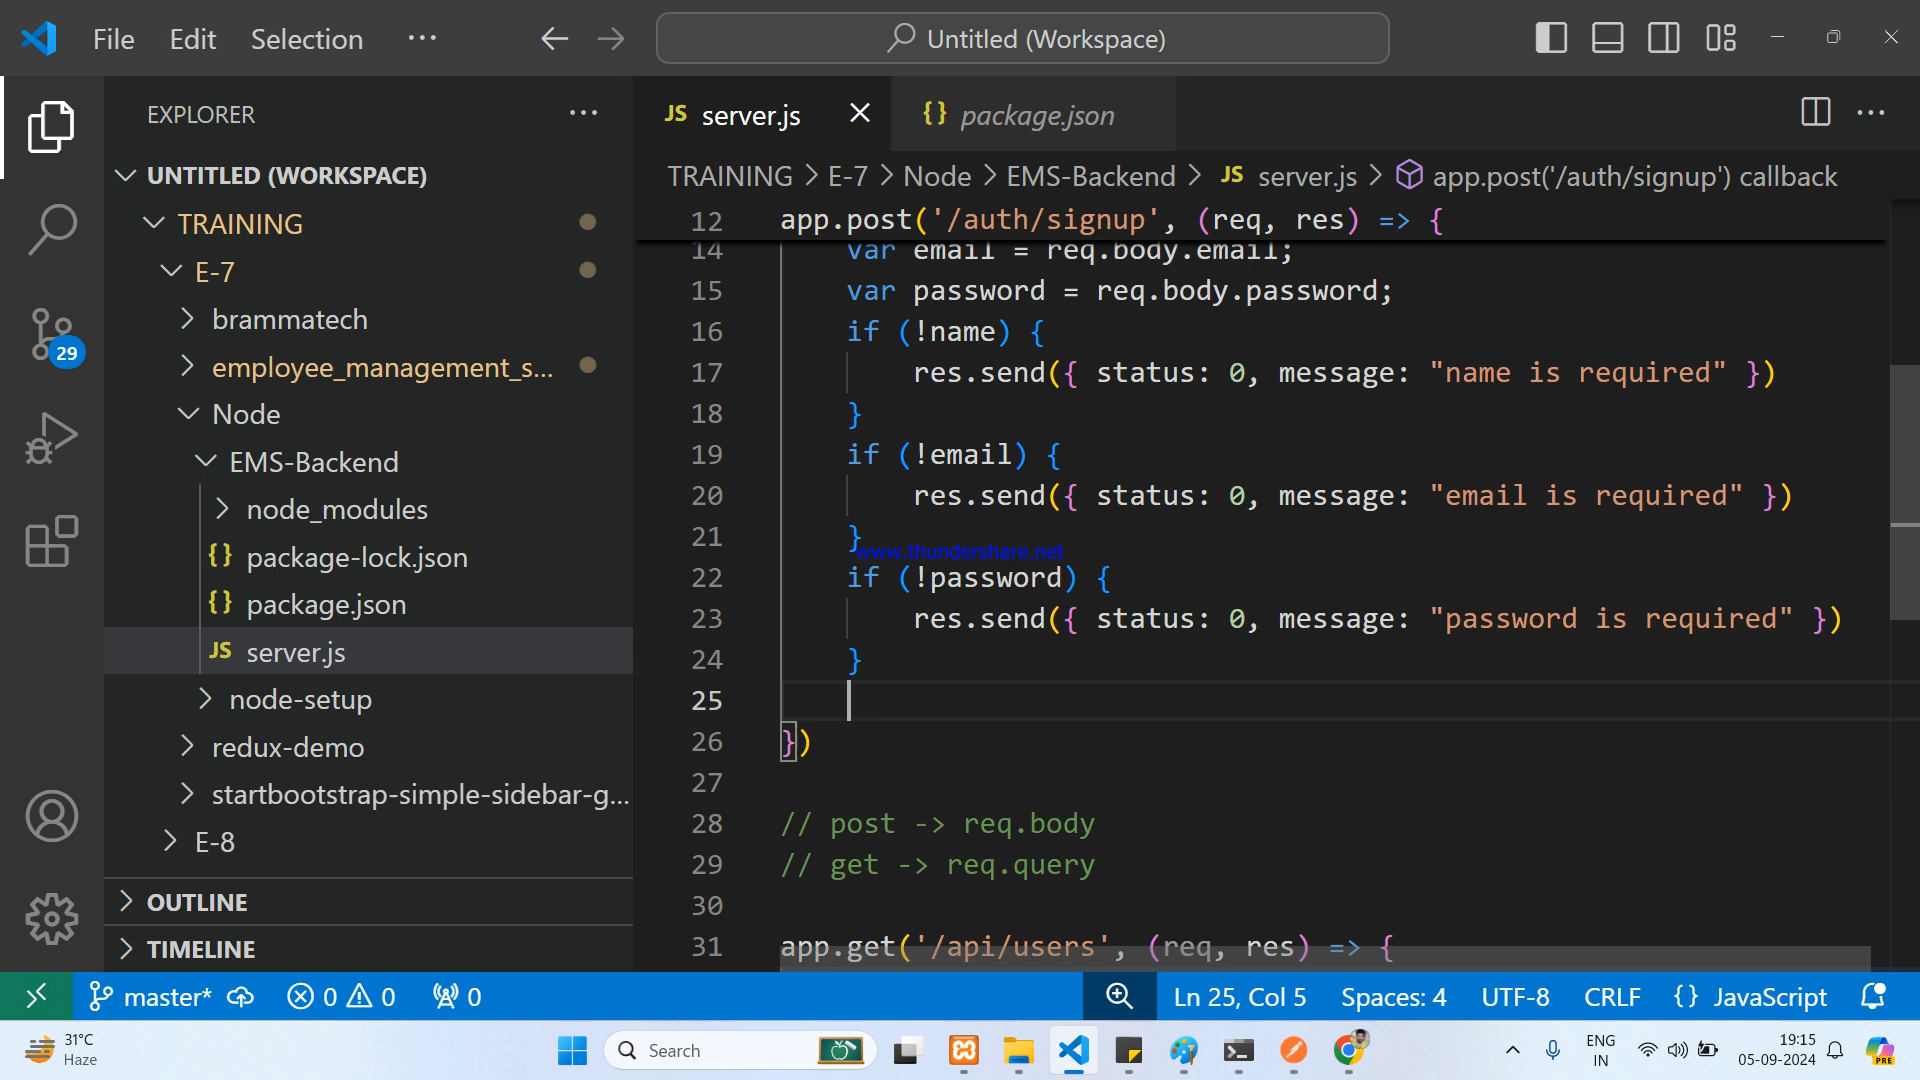 File Edit Selection ···
Untitled (Workspace)
EXPLORER
UNTITLED (WORKSPACE)
TRAINING
E-7
brammatech
employee_management_s...
Node
EMS-Backend
node_modules
{} package-lock.json
{} package.json
JS server.js
node-setup
redux-demo
startbootstrap-simple-sidebar-g...
E-8
OUTLINE
TIMELINE
29
JS server.js
{} package.json
TRAINING > E-7 > Node > EMS-Backend > JS server.js > app.post('/auth/signup') callback
12 app.post('/auth/signup', (req, res) => {
14 var email = req.body.email;
15 var password = req.body.password;
16 if (!name) {
17 res.send({ status: 0, message: "name is required" })
18 }
19 if (!email) {
20 res.send({ status: 0, message: "email is required" })
21 }
www.thundershare.net
22 if (!password) {
23 res.send({ status: 0, message: "password is required" })
24 }
25
26 })
27
28 // post -> req.body
29 // get -> req.query
30
31 app.get('/api/users', (req, res) => {
master* 0 0 0 Ln 25, Col 5 Spaces: 4 UTF-8 CRLF {} JavaScript
31°C
Haze
Search
ENG
IN
19:15
05-09-2024
PRE